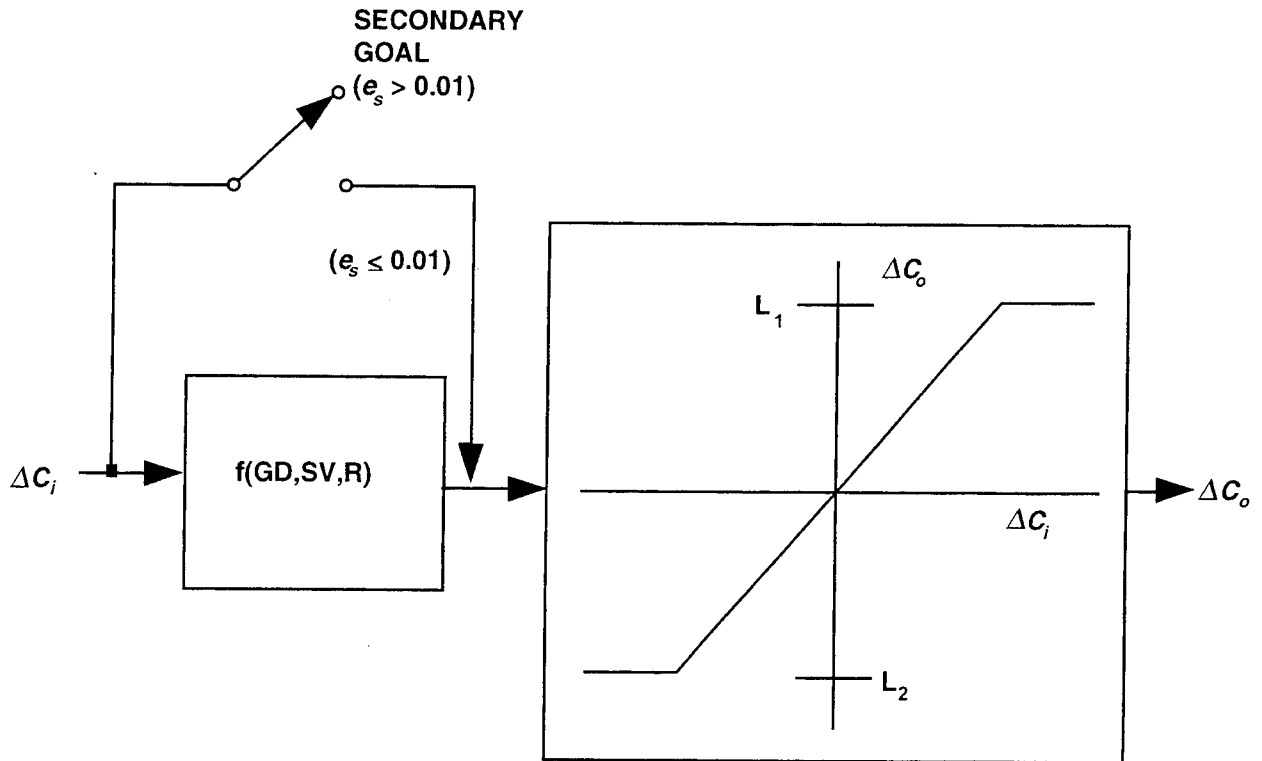 SECONDARY
GOAL
(e_s > 0.01)
(e_s ≤ 0.01)
ΔC_o
L_1
f(GD,SV,R)
ΔC_i
ΔC_o
ΔC_i
L_2